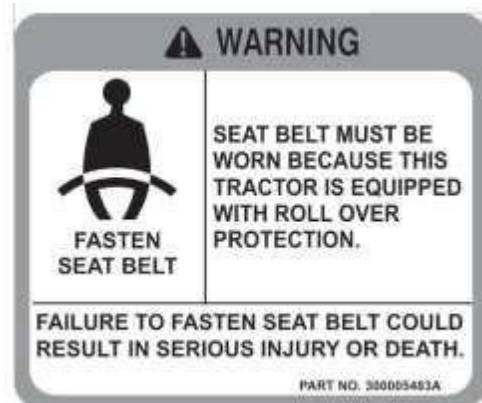 WARNING
SEAT BELT MUST BE
WORN BECAUSE THIS
TRACTOR IS EQUIPPED
WITH ROLL OVER
PROTECTION.
FASTEN
SEAT BELT
FAILURE TO FASTEN SEAT BELT COULD
RESULT IN SERIOUS INJURY OR DEATH.
PART NO. 300005483A